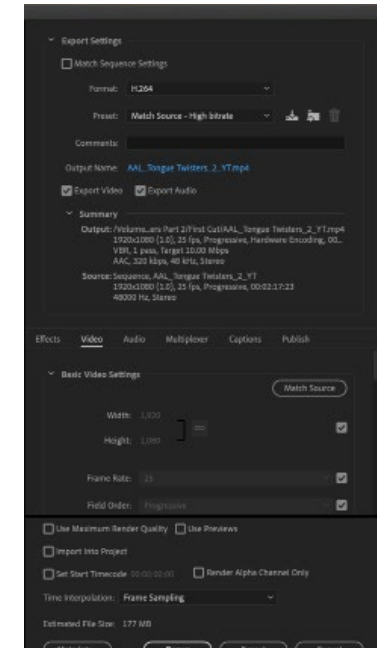 Export Settings
Match Sequence Settings
Format: H.264
Preset: Match Source - High bitrate
Comments:
Output Name: AAL_Tongue Twisters_2_YT.mp4
Export Video Export Audio
Summary
Output: /Volume...ers Part 2/First Cut/AAL_Tongue Twisters_2_YT.mp4
1920x1080 (1.0), 25 fps, Progressive, Hardware Encoding, 00...
VBR, 1 pass, Target 10.00 Mbps
AAC, 320 kbps, 48 kHz, Stereo
Source: Sequence, AAL_Tongue Twisters_2_YT
1920x1080 (1.0), 25 fps, Progressive, 00:02:17:23
48000 Hz, Stereo
Effects Video Audio Multiplexer Captions Publish
Basic Video Settings
Match Source
Width: 1,920
Height: 1,080
Frame Rate: 25
Field Order: Progressive
Use Maximum Render Quality Use Previews
Import Into Project
Set Start Timecode 00:00:00:00 Render Alpha Channel Only
Time Interpolation: Frame Sampling
Estimated File Size: 177 MB